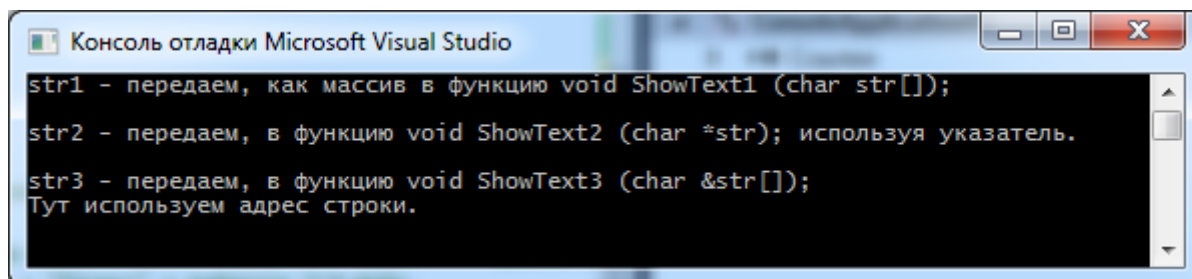 Консоль отладки Microsoft Visual Studio
str1 - передаем, как массив в функцию void ShowText1 (char str[]);
str2 - передаем, в функцию void ShowText2 (char *str); используя указатель.
str3 - передаем, в функцию void ShowText3 (char &str[]);
Тут используем адрес строки.